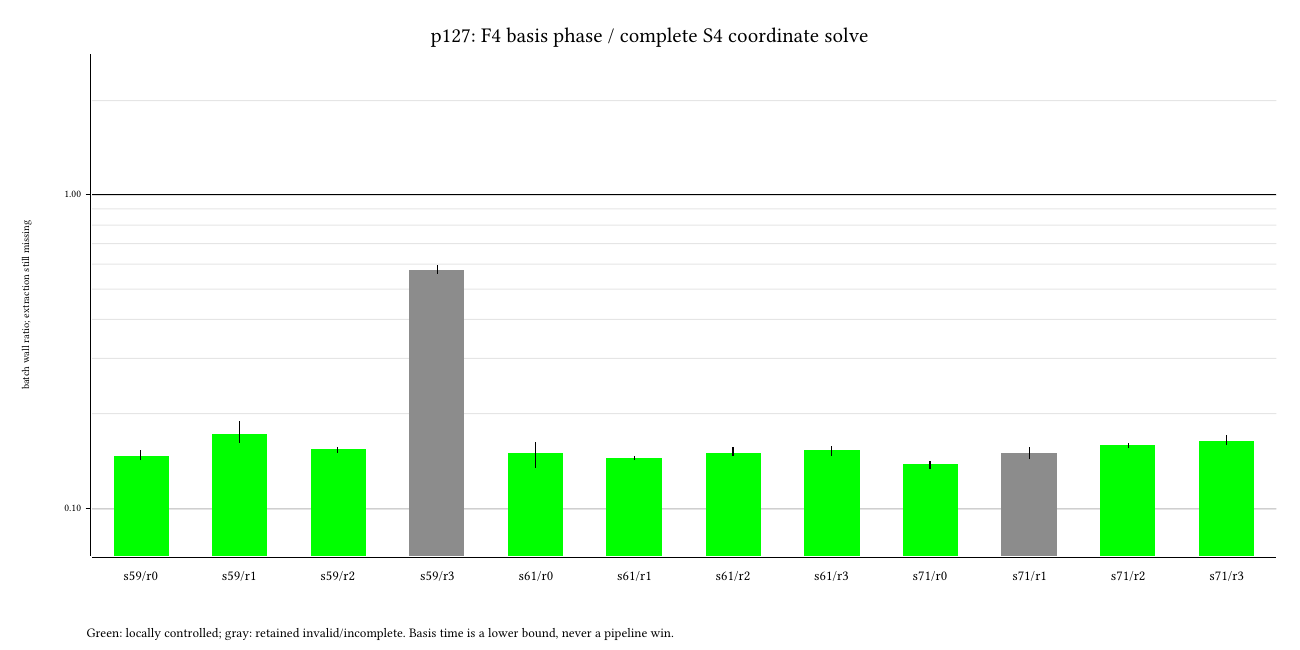 p127: F4 basis phase / complete S4 coordinate solve
batch wall ratio; extraction still missing
1.00
0.10
s59/r0 s59/r1 s59/r2 s59/r3 s61/r0 s61/r1 s61/r2 s61/r3 s71/r0 s71/r1 s71/r2 s71/r3
Green: locally controlled; gray: retained invalid/incomplete. Basis time is a lower bound, never a pipeline win.